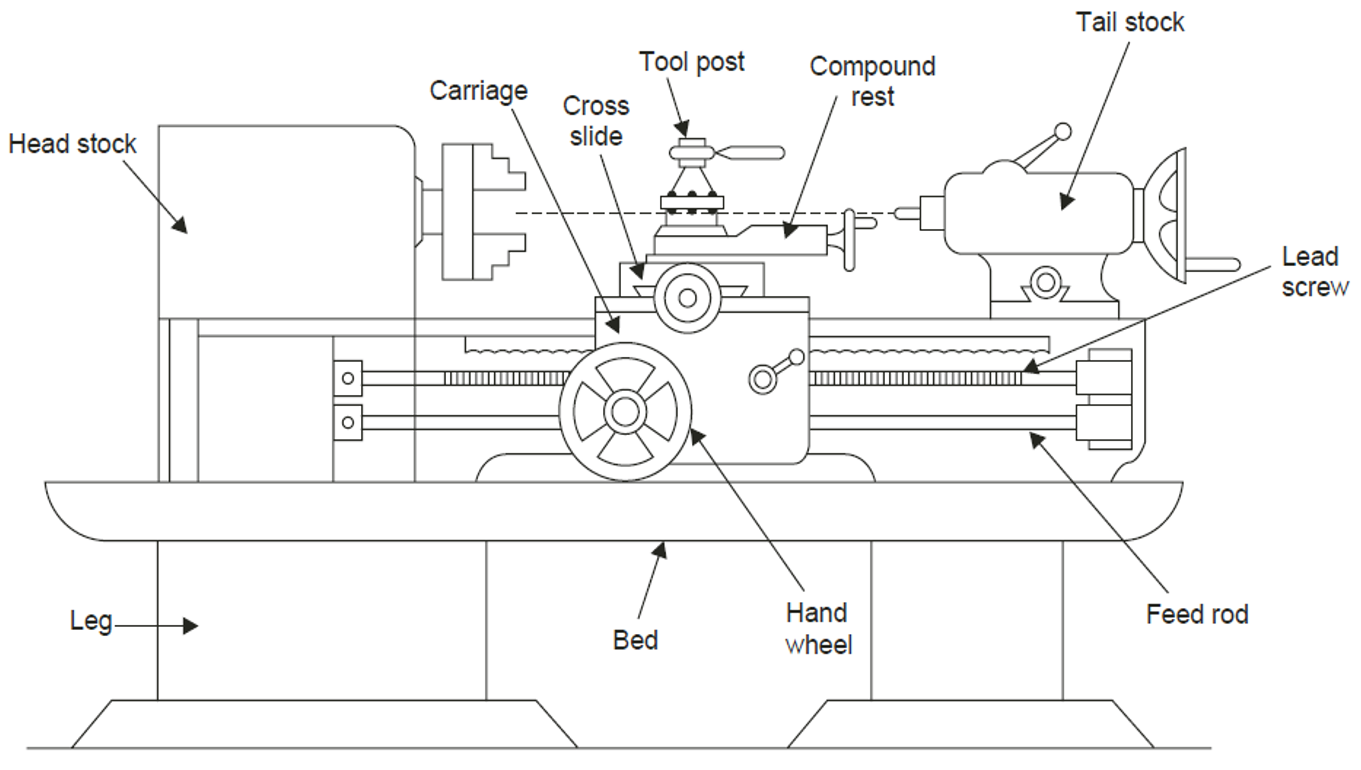 Tail stock
Tool post
Compound
rest
Carriage
Cross
slide
Head stock
Lead
screw
Hand
wheel
Feed rod
Leg
Bed